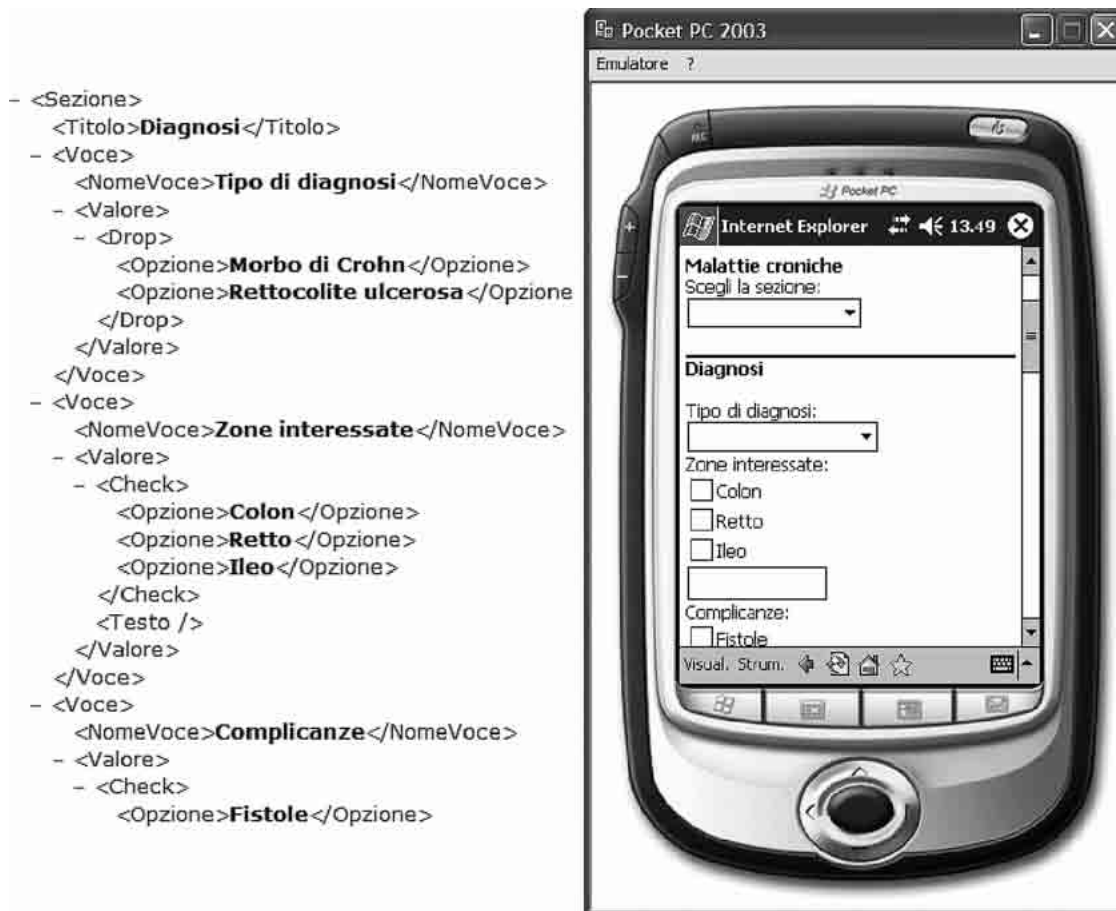 – <Sezione>
<Titolo>Diagnosi</Titolo>
– <Voce>
<NomeVoce>Tipo di diagnosi</NomeVoce>
– <Valore>
– <Drop>
<Opzione>Morbo di Crohn</Opzione>
<Opzione>Rettocolite ulcerosa</Opzione
</Drop>
</Valore>
</Voce>
– <Voce>
<NomeVoce>Zone interessate</NomeVoce>
– <Valore>
– <Check>
<Opzione>Colon</Opzione>
<Opzione>Retto</Opzione>
<Opzione>Ileo</Opzione>
</Check>
<Testo />
</Valore>
</Voce>
– <Voce>
<NomeVoce>Complicanze</NomeVoce>
– <Valore>
– <Check>
<Opzione>Fistole</Opzione>
Pocket PC 2003
Emulatore ?
Pocket PC
Internet Explorer 13.49
Malattie croniche
Scegli la sezione:
Diagnosi
Tipo di diagnosi:
Zone interessate:
Colon
Retto
Ileo
Complicanze:
Fistole
Visual. Strum.